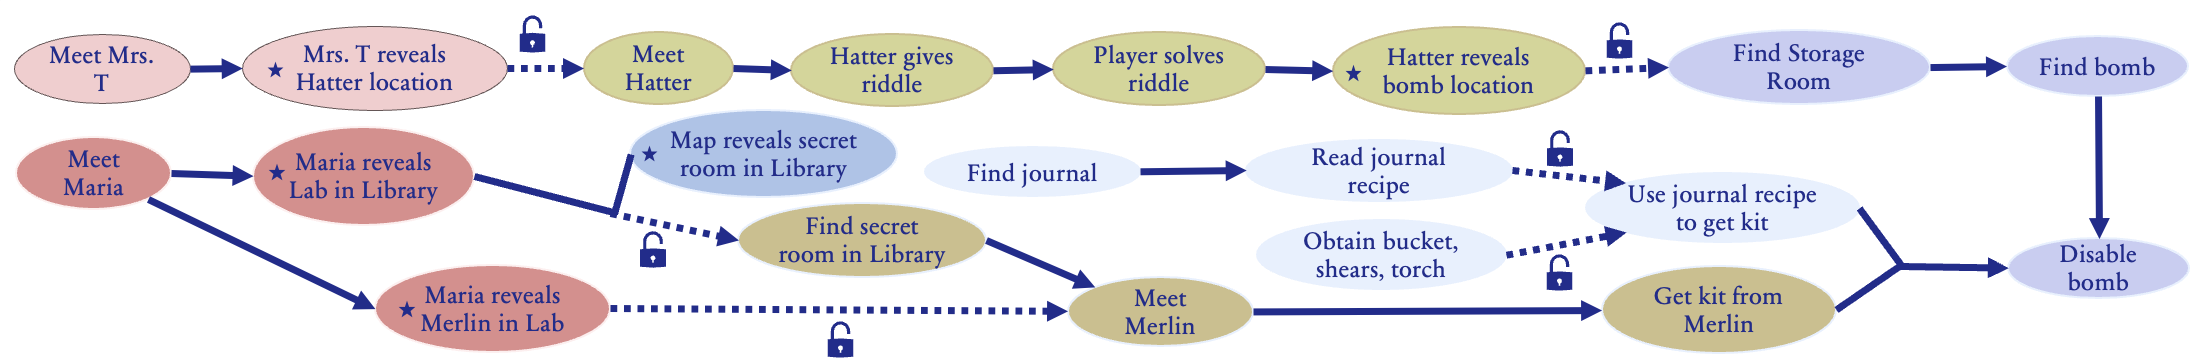 Meet Mrs.
T
Mrs. T reveals
Hatter location
Meet
Hatter
Hatter gives
riddle
Player solves
riddle
Hatter reveals
bomb location
Find Storage
Room
Find bomb
Meet
Maria
Maria reveals
Lab in Library
Map reveals secret
room in Library
Find journal
Read journal
recipe
Use journal recipe
to get kit
Find secret
room in Library
Obtain bucket,
shears, torch
Disable
bomb
Maria reveals
Merlin in Lab
Meet
Merlin
Get kit from
Merlin